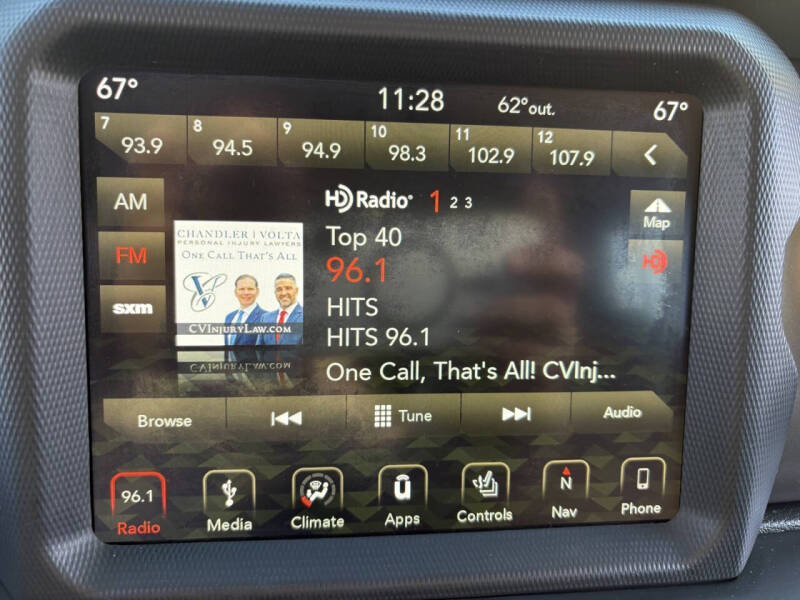 67° 11:28 62° out. 67°
7 93.9 8 94.5 9 94.9 10 98.3 11 102.9 12 107.9
AM
FM
sxm
CHANDLER | VOLTA
PERSONAL INJURY LAWYERS
ONE CALL THAT'S ALL
CV
CVINJURYLAW.COM
HD Radio® 1 2 3
Top 40
96.1
HITS
HITS 96.1
One Call, That's All! CVInj...
Map
HD
Browse Tune Audio
96.1 N
Radio Media Climate Apps Controls Nav Phone